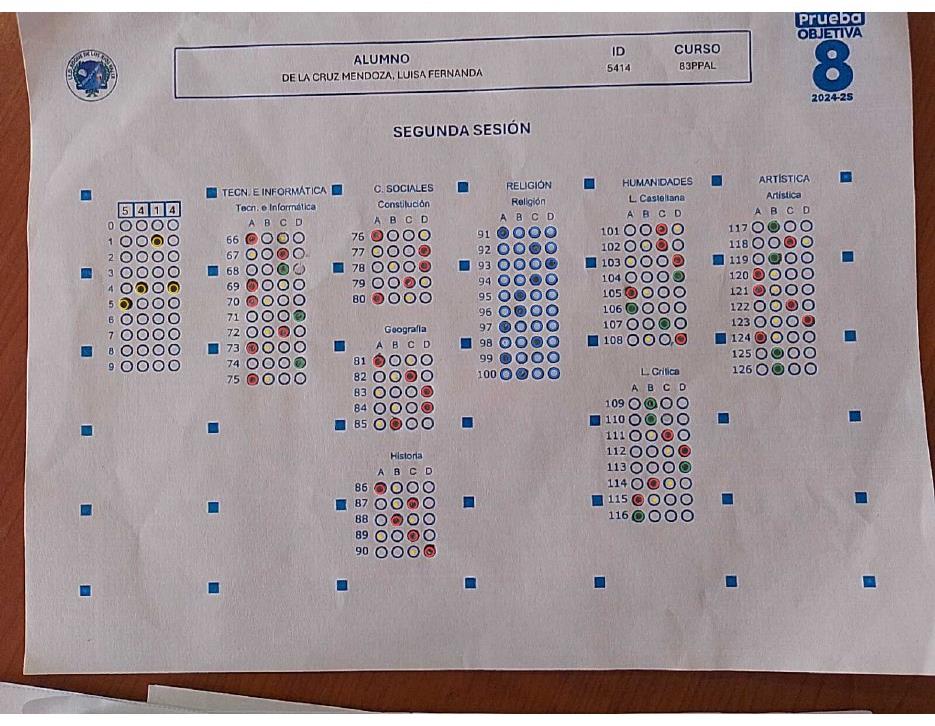 Prueba
OBJETIVA
8
2024-25
ALUMNO
DE LA CRUZ MENDOZA, LUISA FERNANDA
ID
5414
CURSO
83PPAL
SEGUNDA SESIÓN
5 4 1 4
0
1
2
3
4
5
6
7
8
9
TECN. E INFORMÁTICA
Tecn. e Informática
A B C D
66
67
68
69
70
71
72
73
74
75
C. SOCIALES
Constitución
A B C D
76
77
78
79
80
Geografía
81
82
83
84
85
Historia
A B C D
86
87
88
89
90
RELIGIÓN
Religión
A B C D
91
92
93
94
95
96
97
98
99
100
HUMANIDADES
L. Castellana
A B C D
101
102
103
104
105
106
107
108
L. Crítica
A B C D
109
110
111
112
113
114
115
116
ARTÍSTICA
Artística
A B C D
117
118
119
120
121
122
123
124
125
126